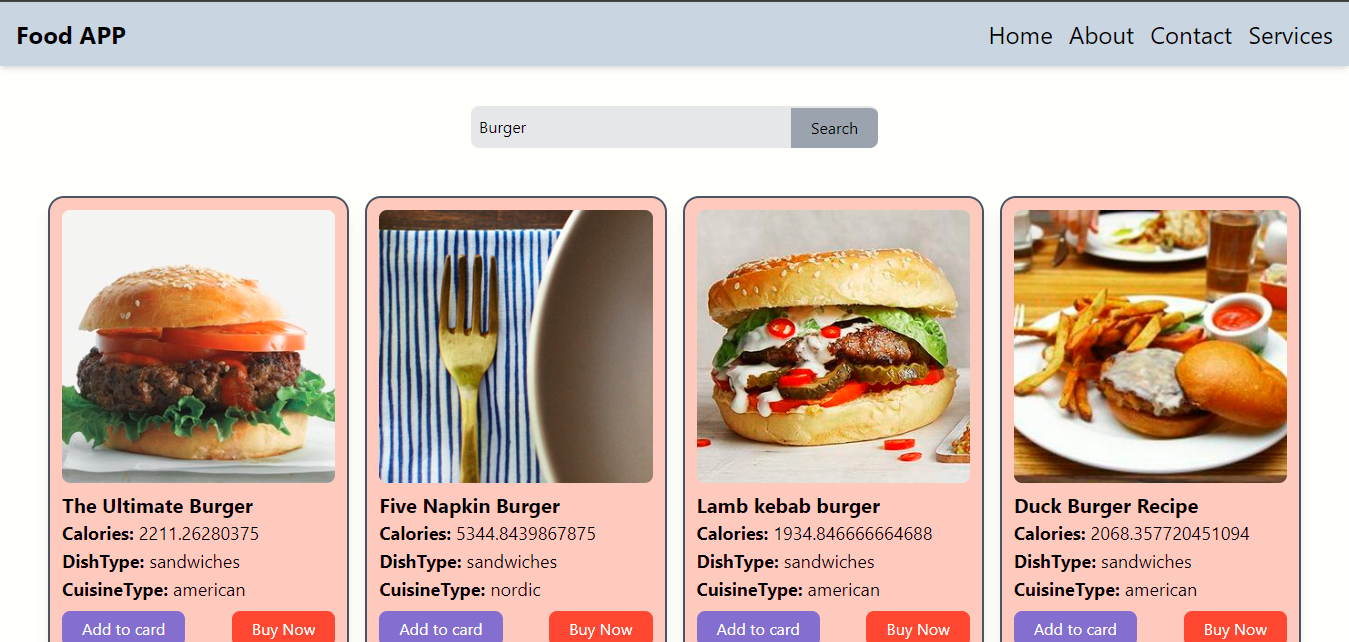 Food APP
Home About Contact Services
Burger
Search
The Ultimate Burger
Calories: 2211.26280375
DishType: sandwiches
CuisineType: american
Add to card
Buy Now
Five Napkin Burger
Calories: 5344.8439867875
DishType: sandwiches
CuisineType: nordic
Add to card
Buy Now
Lamb kebab burger
Calories: 1934.846666664688
DishType: sandwiches
CuisineType: american
Add to card
Buy Now
Duck Burger Recipe
Calories: 2068.357720451094
DishType: sandwiches
CuisineType: american
Add to card
Buy Now